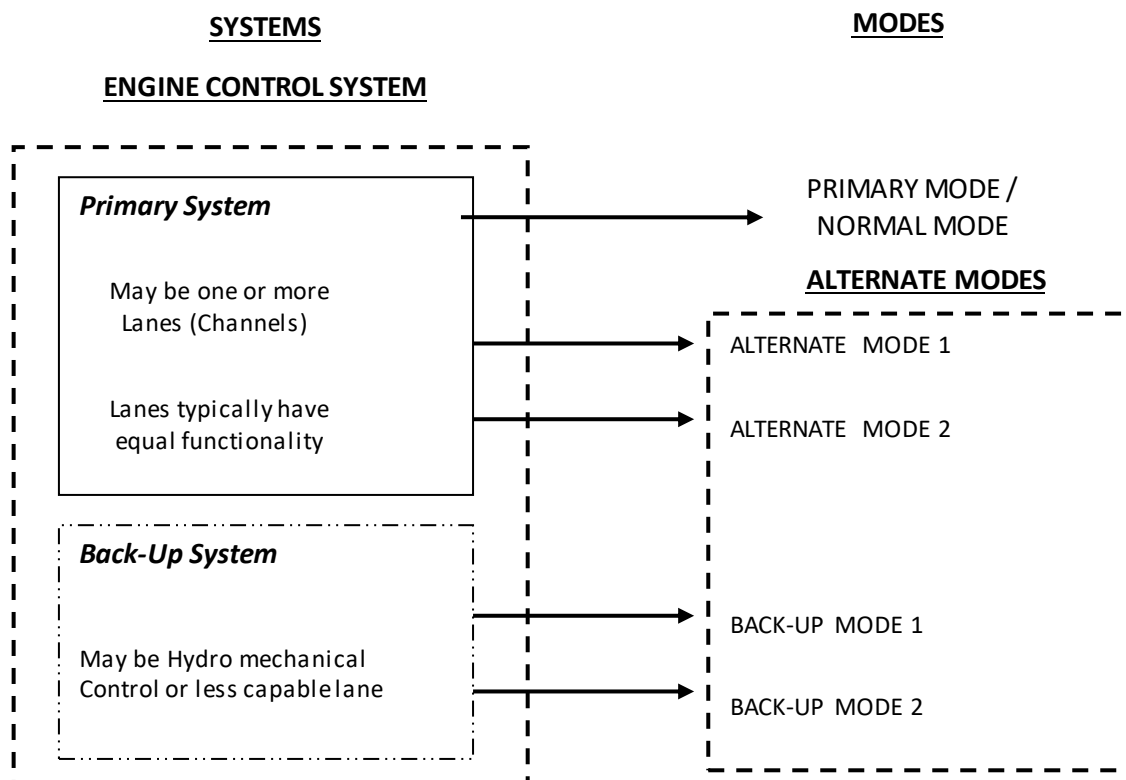 SYSTEMS
ENGINE CONTROL SYSTEM
Primary System
May be one or more
Lanes (Channels)
Lanes typically have
equal functionality
Back-Up System
May be Hydro mechanical
Control or less capable lane
MODES
PRIMARY MODE /
NORMAL MODE
ALTERNATE MODES
ALTERNATE MODE 1
ALTERNATE MODE 2
BACK-UP MODE 1
BACK-UP MODE 2